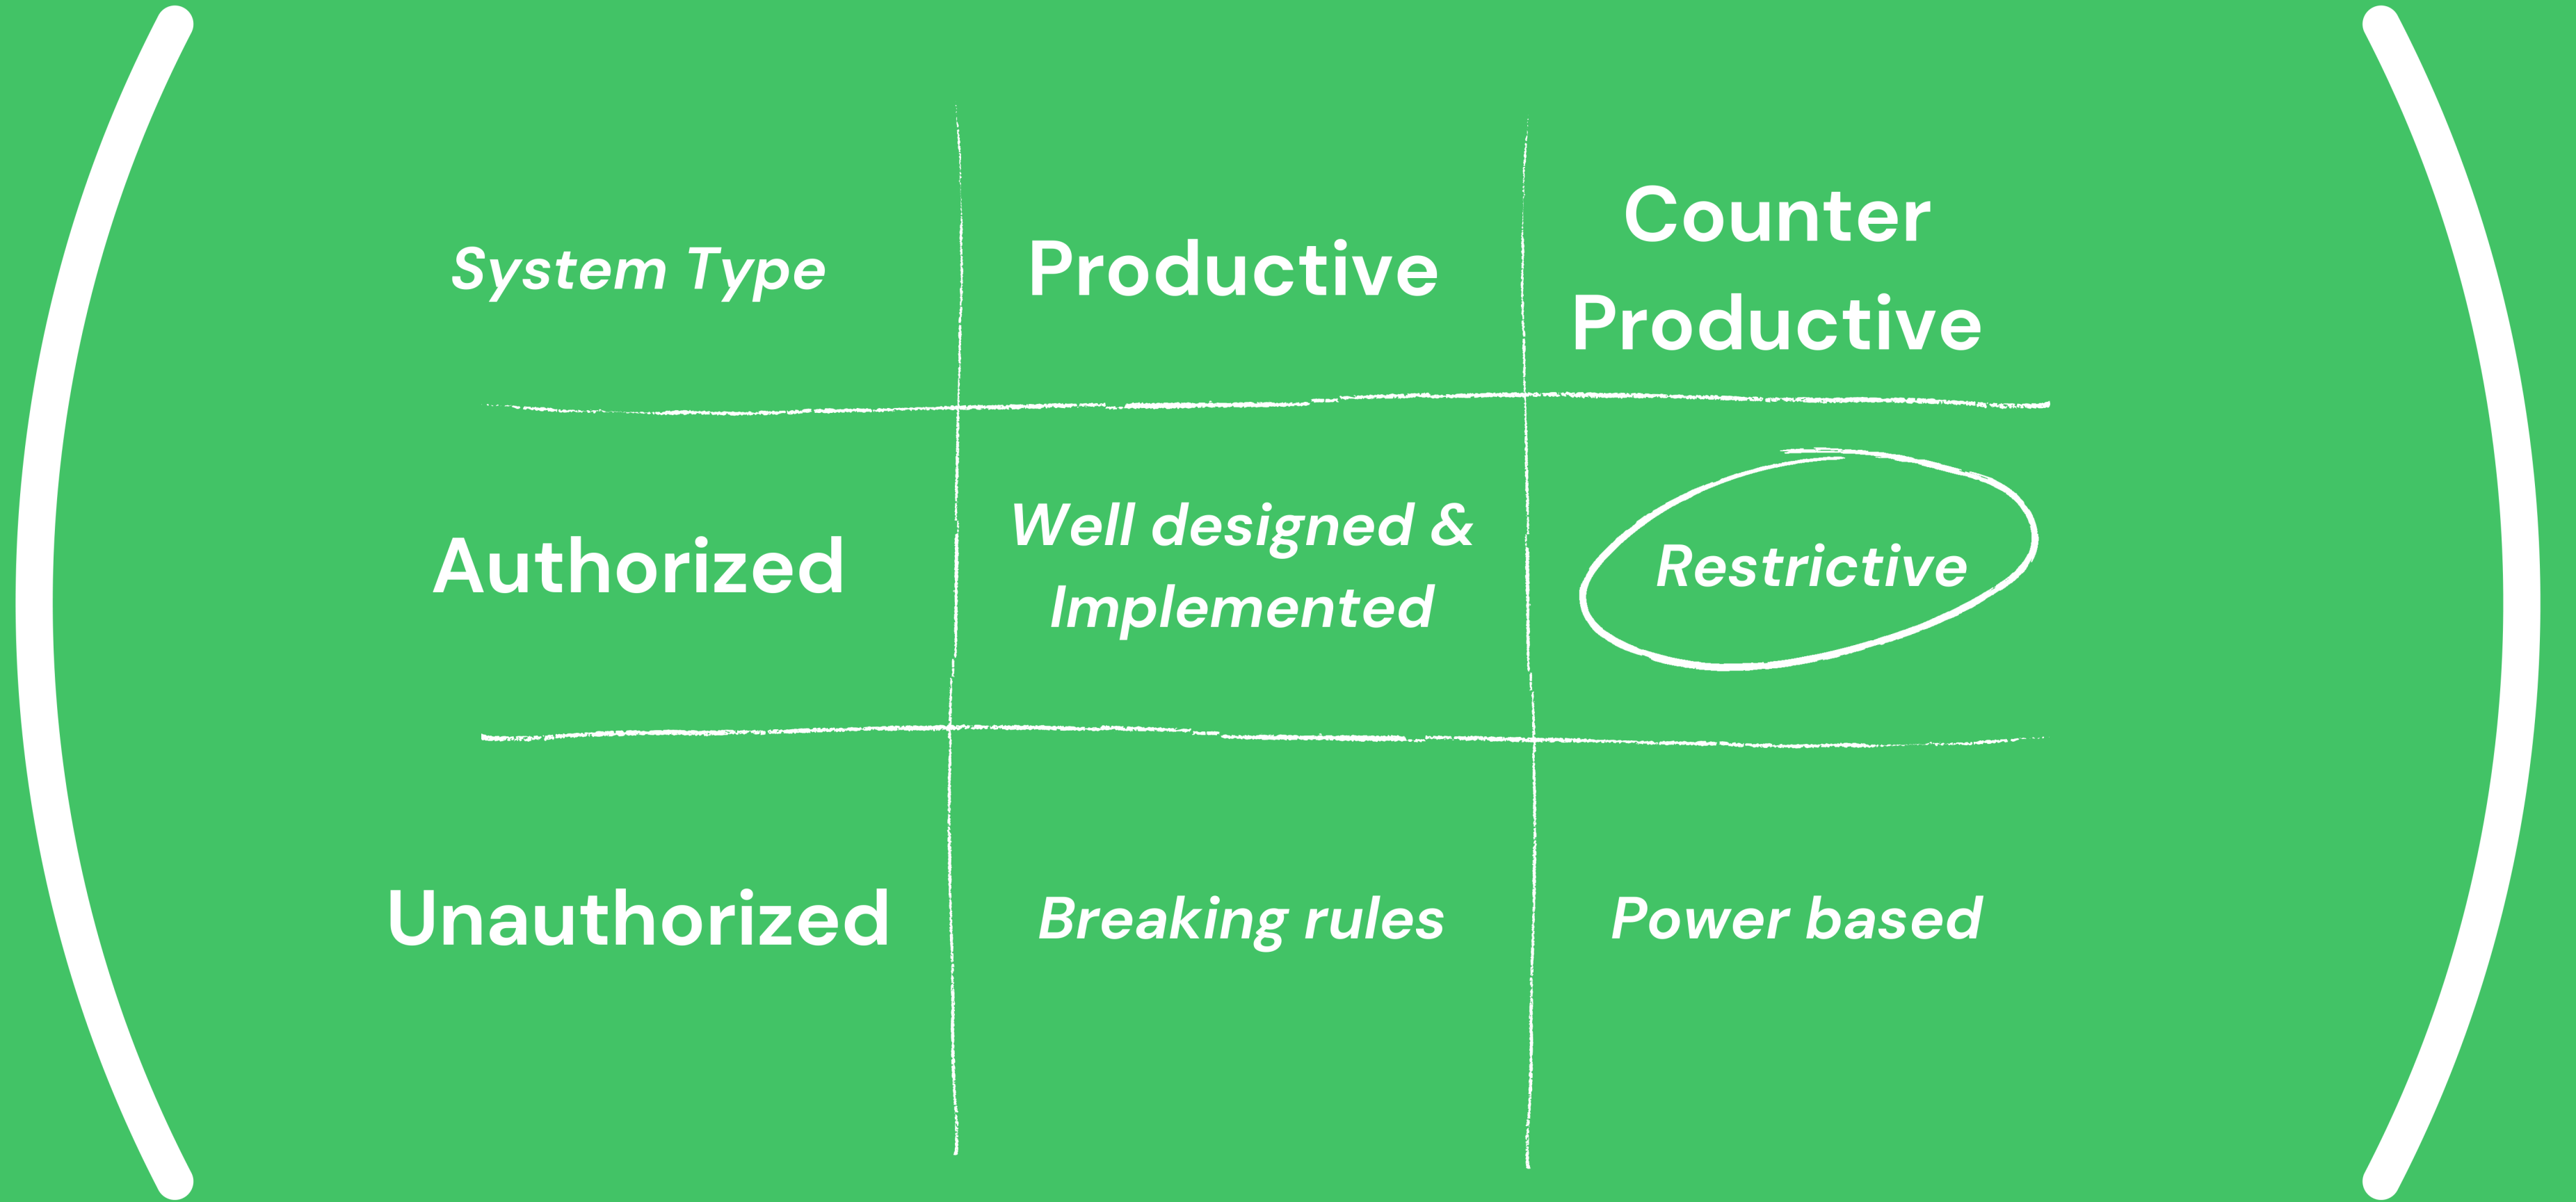 System Type
Productive
Counter
Productive
Authorized
Well designed &
Implemented
Restrictive
Unauthorized
Breaking rules
Power based